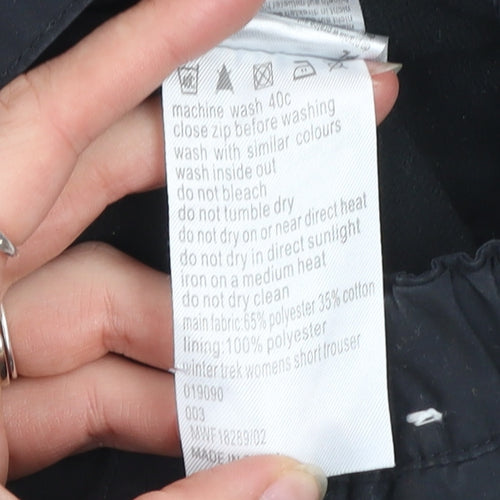 machine wash 40c
close zip before washing
wash with similar colours
wash inside out
do not bleach
do not tumble dry
do not dry on or near direct heat
do not dry in direct sunlight
iron on a medium heat
do not dry clean
main fabric:65% polyester 35% cotton
lining:100% polyester
winter trek womens short trouser
019090
003
MWF18289/02
MADE IN